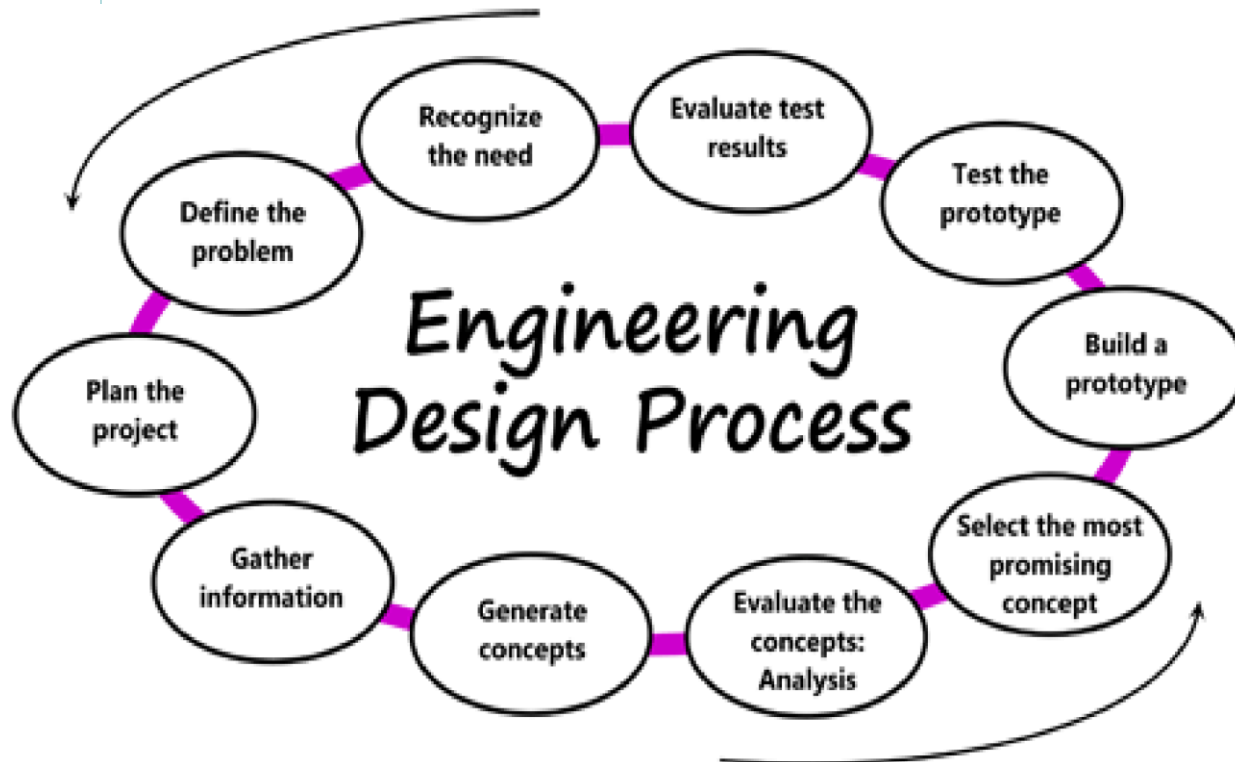 Recognize
the need
Define the
problem
Plan the
project
Gather
information
Generate
concepts
Evaluate the
concepts:
Analysis
Select the most
promising
concept
Build a
prototype
Test the
prototype
Evaluate test
results
Engineering
Design Process